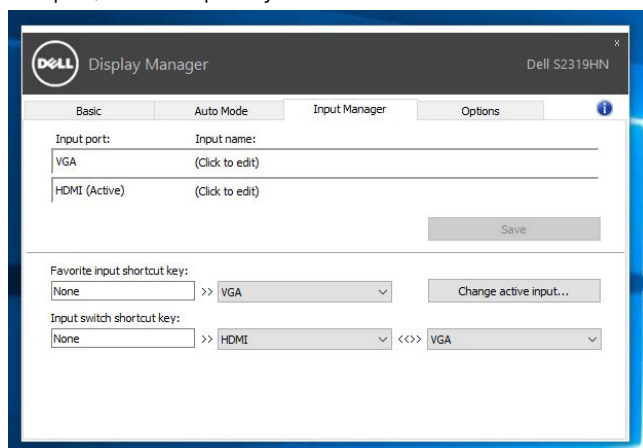 DELL
Display Manager
x
Dell S2319HN
Basic
Auto Mode
Input Manager
Options
i
Input port:
Input name:
VGA
(Click to edit)
HDMI (Active)
(Click to edit)
Save
Favorite input shortcut key:
None >> VGA
Change active input...
Input switch shortcut key:
None >> HDMI <<>> VGA